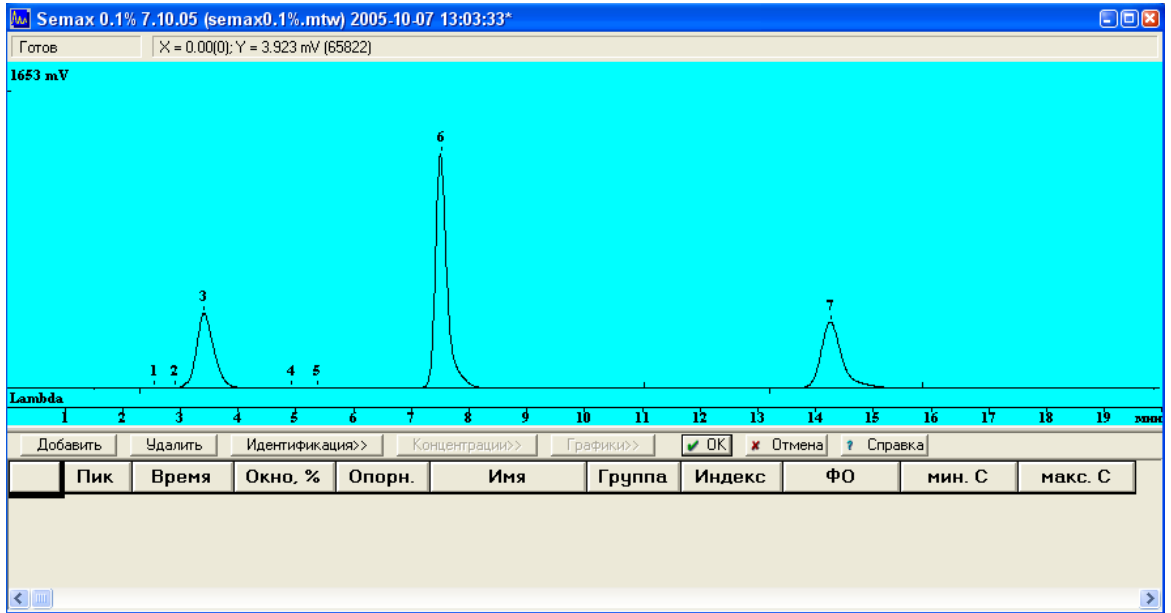 Semax 0.1% 7.10.05 (semax0.1%.mtw) 2005-10-07 13:03:33*
Готов X = 0.00(0); Y = 3.923 mV (65822)
1653 mV
6
3
7
1 2 4 5
Lambda
1 2 3 4 5 6 7 8 9 10 11 12 13 14 15 16 17 18 19 мин
Добавить Удалить Идентификация>> Концентрации>> Графики>> OK Отмена ? Справка
Пик Время Окно, % Опорн. Имя Группа Индекс ФО мин. С макс. С